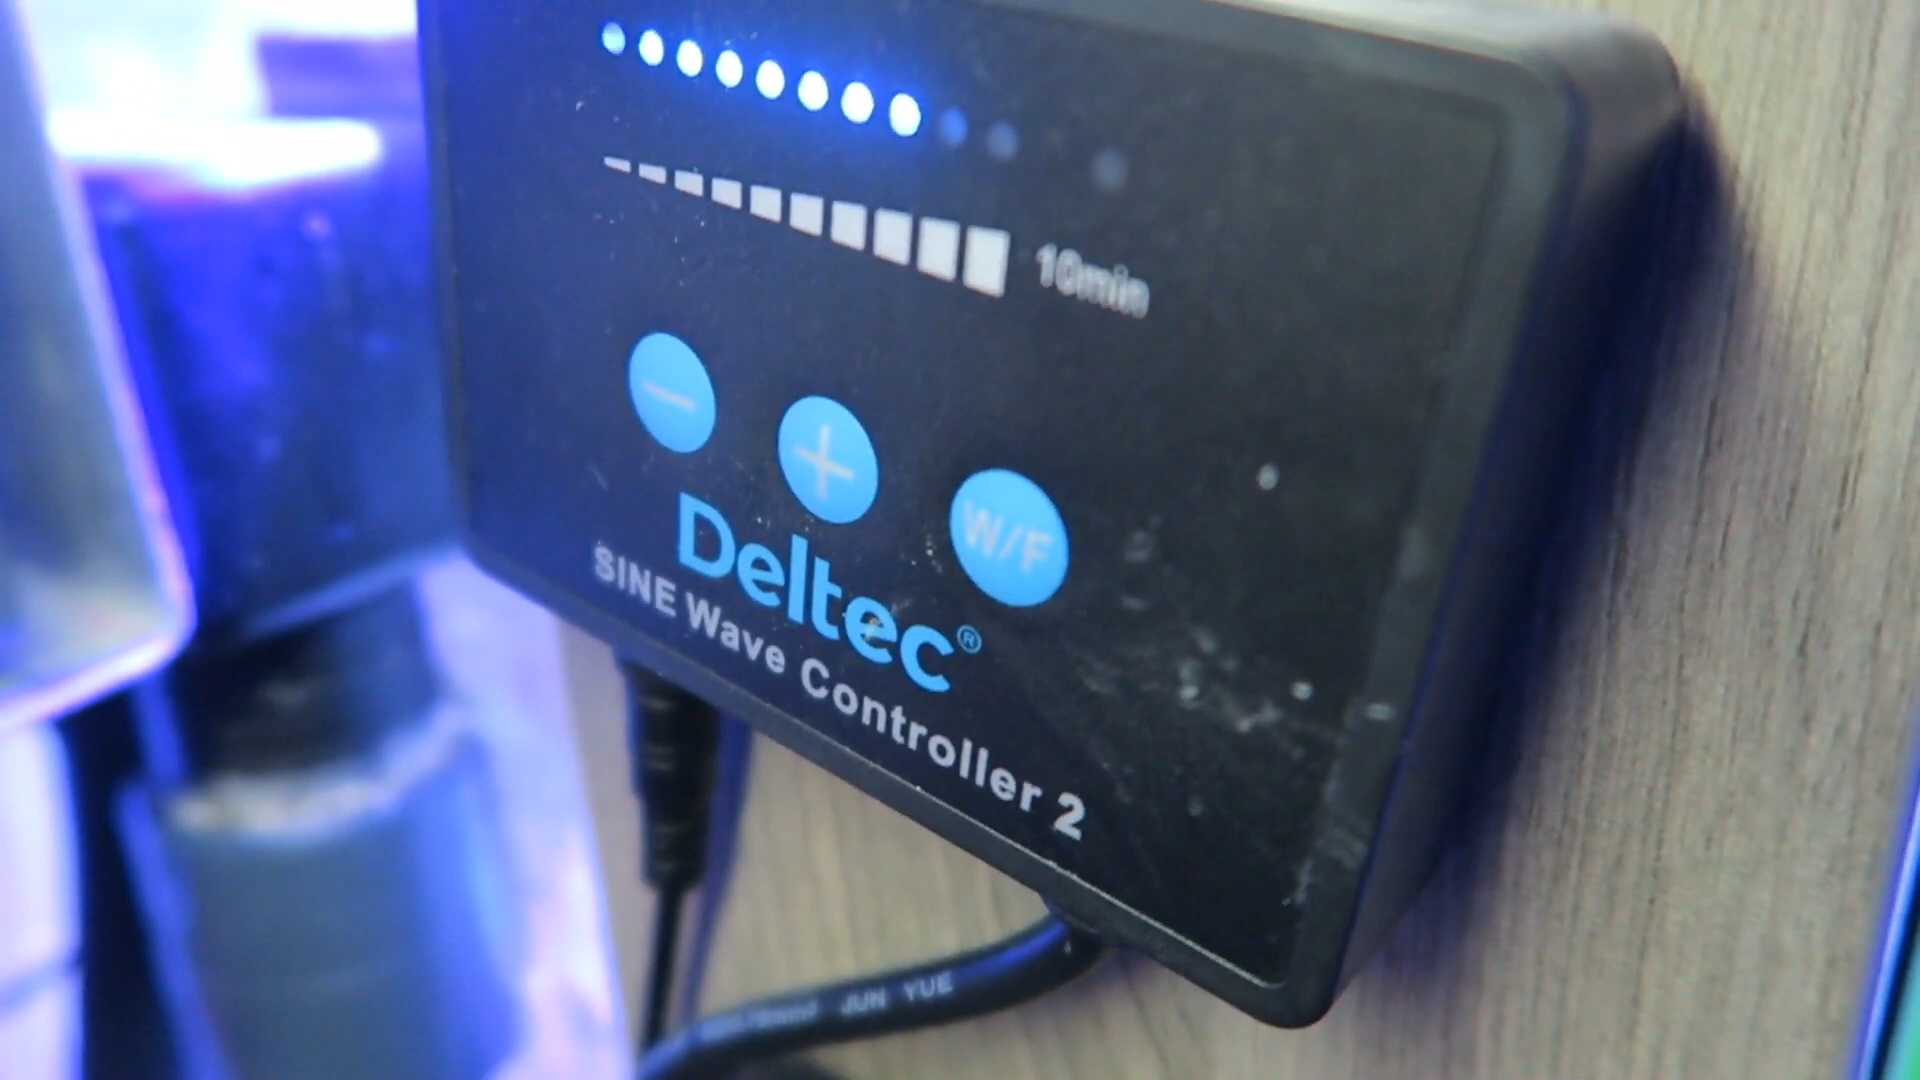 10min
− + W/F
Deltec®
SINE Wave Controller 2
JUN YUE